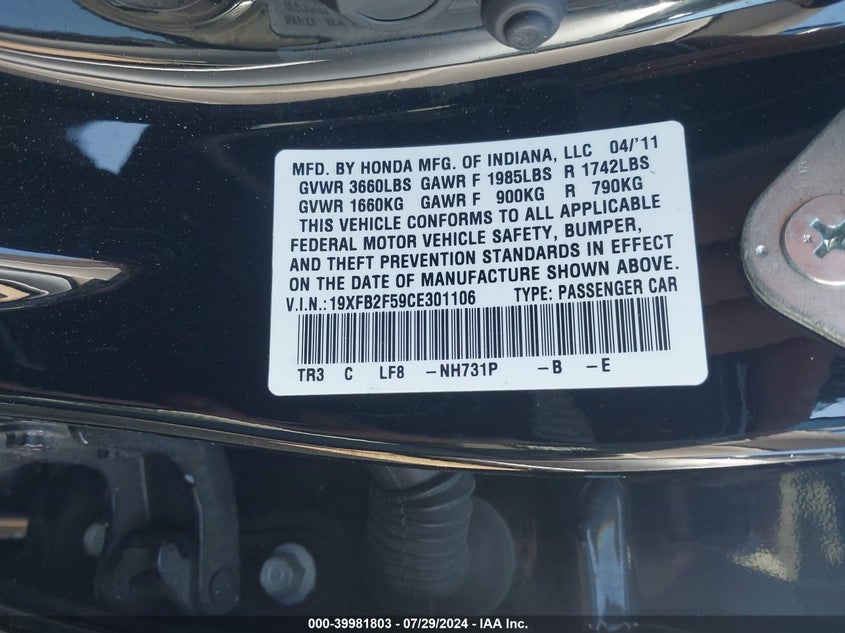 MFD. BY HONDA MFG. OF INDIANA, LLC 04/'11
GVWR 3660LBS GAWR F 1985LBS R 1742LBS
GVWR 1660KG GAWR F 900KG R 790KG
THIS VEHICLE CONFORMS TO ALL APPLICABLE
FEDERAL MOTOR VEHICLE SAFETY, BUMPER,
AND THEFT PREVENTION STANDARDS IN EFFECT
ON THE DATE OF MANUFACTURE SHOWN ABOVE.
V.I.N.:19XFB2F59CE301106 TYPE: PASSENGER CAR
TR3 C LF8 -NH731P -B -E
000-39981803 - 07/29/2024 - IAA Inc.